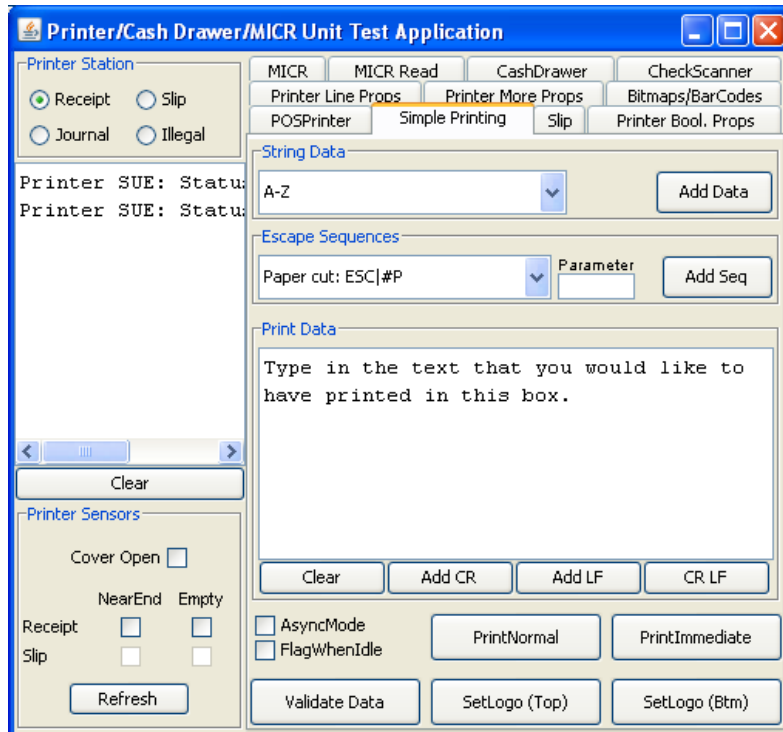 Printer/Cash Drawer/MICR Unit Test Application
Printer Station
Receipt Slip
Journal Illegal
Printer SUE: Status
Printer SUE: Status
Clear
Printer Sensors
Cover Open
NearEnd Empty
Receipt
Slip
Refresh
MICR MICR Read CashDrawer CheckScanner
Printer Line Props Printer More Props Bitmaps/BarCodes
POSPrinter Simple Printing Slip Printer Bool. Props
String Data
A-Z Add Data
Escape Sequences
Parameter
Paper cut: ESC|#P Add Seq
Print Data
Type in the text that you would like to
have printed in this box.
Clear Add CR Add LF CR LF
AsyncMode
FlagWhenIdle
PrintNormal PrintImmediate
Validate Data SetLogo (Top) SetLogo (Btm)